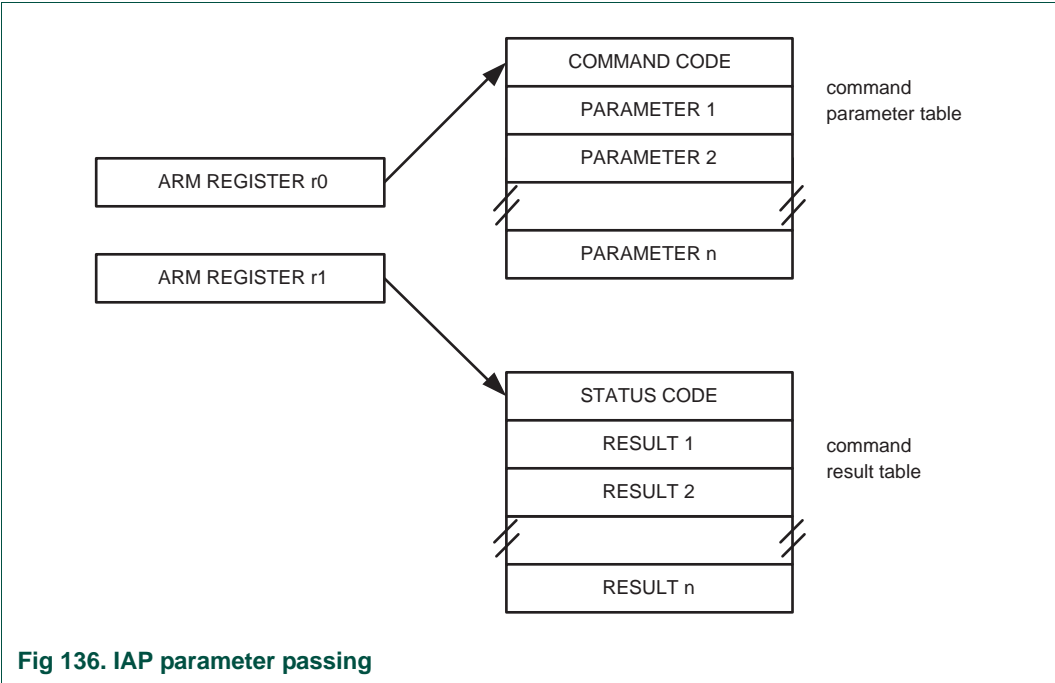 COMMAND CODE
PARAMETER 1
PARAMETER 2
PARAMETER n
command
parameter table
ARM REGISTER r0
ARM REGISTER r1
STATUS CODE
RESULT 1
RESULT 2
RESULT n
command
result table
Fig 136. IAP parameter passing